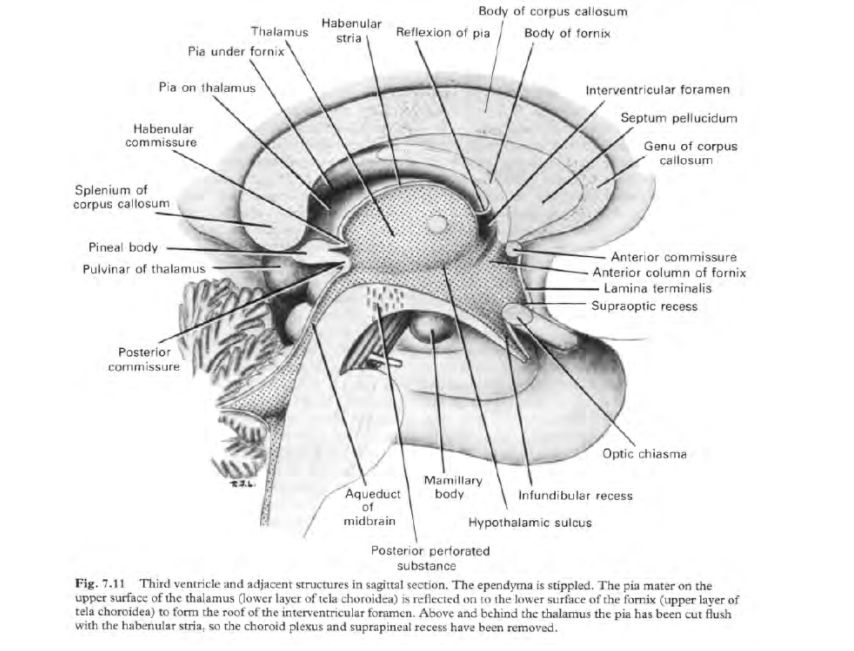 Body of corpus callosum
Habenular
stria
Thalamus
Reflexion of pia
Body of fornix
Pia under fornix
Pia on thalamus
Interventricular foramen
Septum pellucidum
Habenular
commissure
Genu of corpus
callosum
Splenium of
corpus callosum
Pineal body
Pulvinar of thalamus
Anterior commissure
Anterior column of fornix
Lamina terminalis
Supraoptic recess
Posterior
commissure
Optic chiasma
Aqueduct
of
midbrain
Mamillary
body
Infundibular recess
Hypothalamic sulcus
Posterior perforated
substance
Fig. 7.11 Third ventricle and adjacent structures in sagittal section. The ependyma is stippled. The pia mater on the
upper surface of the thalamus (lower layer of tela choroidea) is reflected on to the lower surface of the fornix (upper layer of
tela choroidea) to form the roof of the interventricular foramen. Above and behind the thalamus the pia has been cut flush
with the habenular stria, so the choroid plexus and suprapineal recess have been removed.